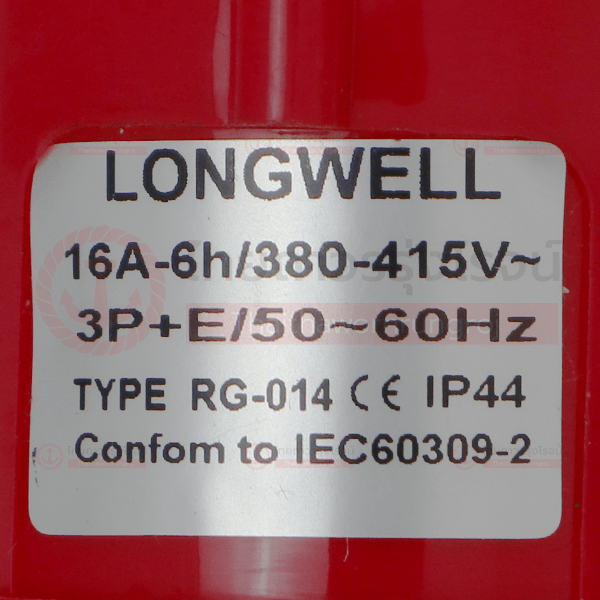 LONGWELL
16A-6h/380-415V~
3P+E/50~60Hz
TYPE RG-014 CE IP44
Confom to IEC60309-2